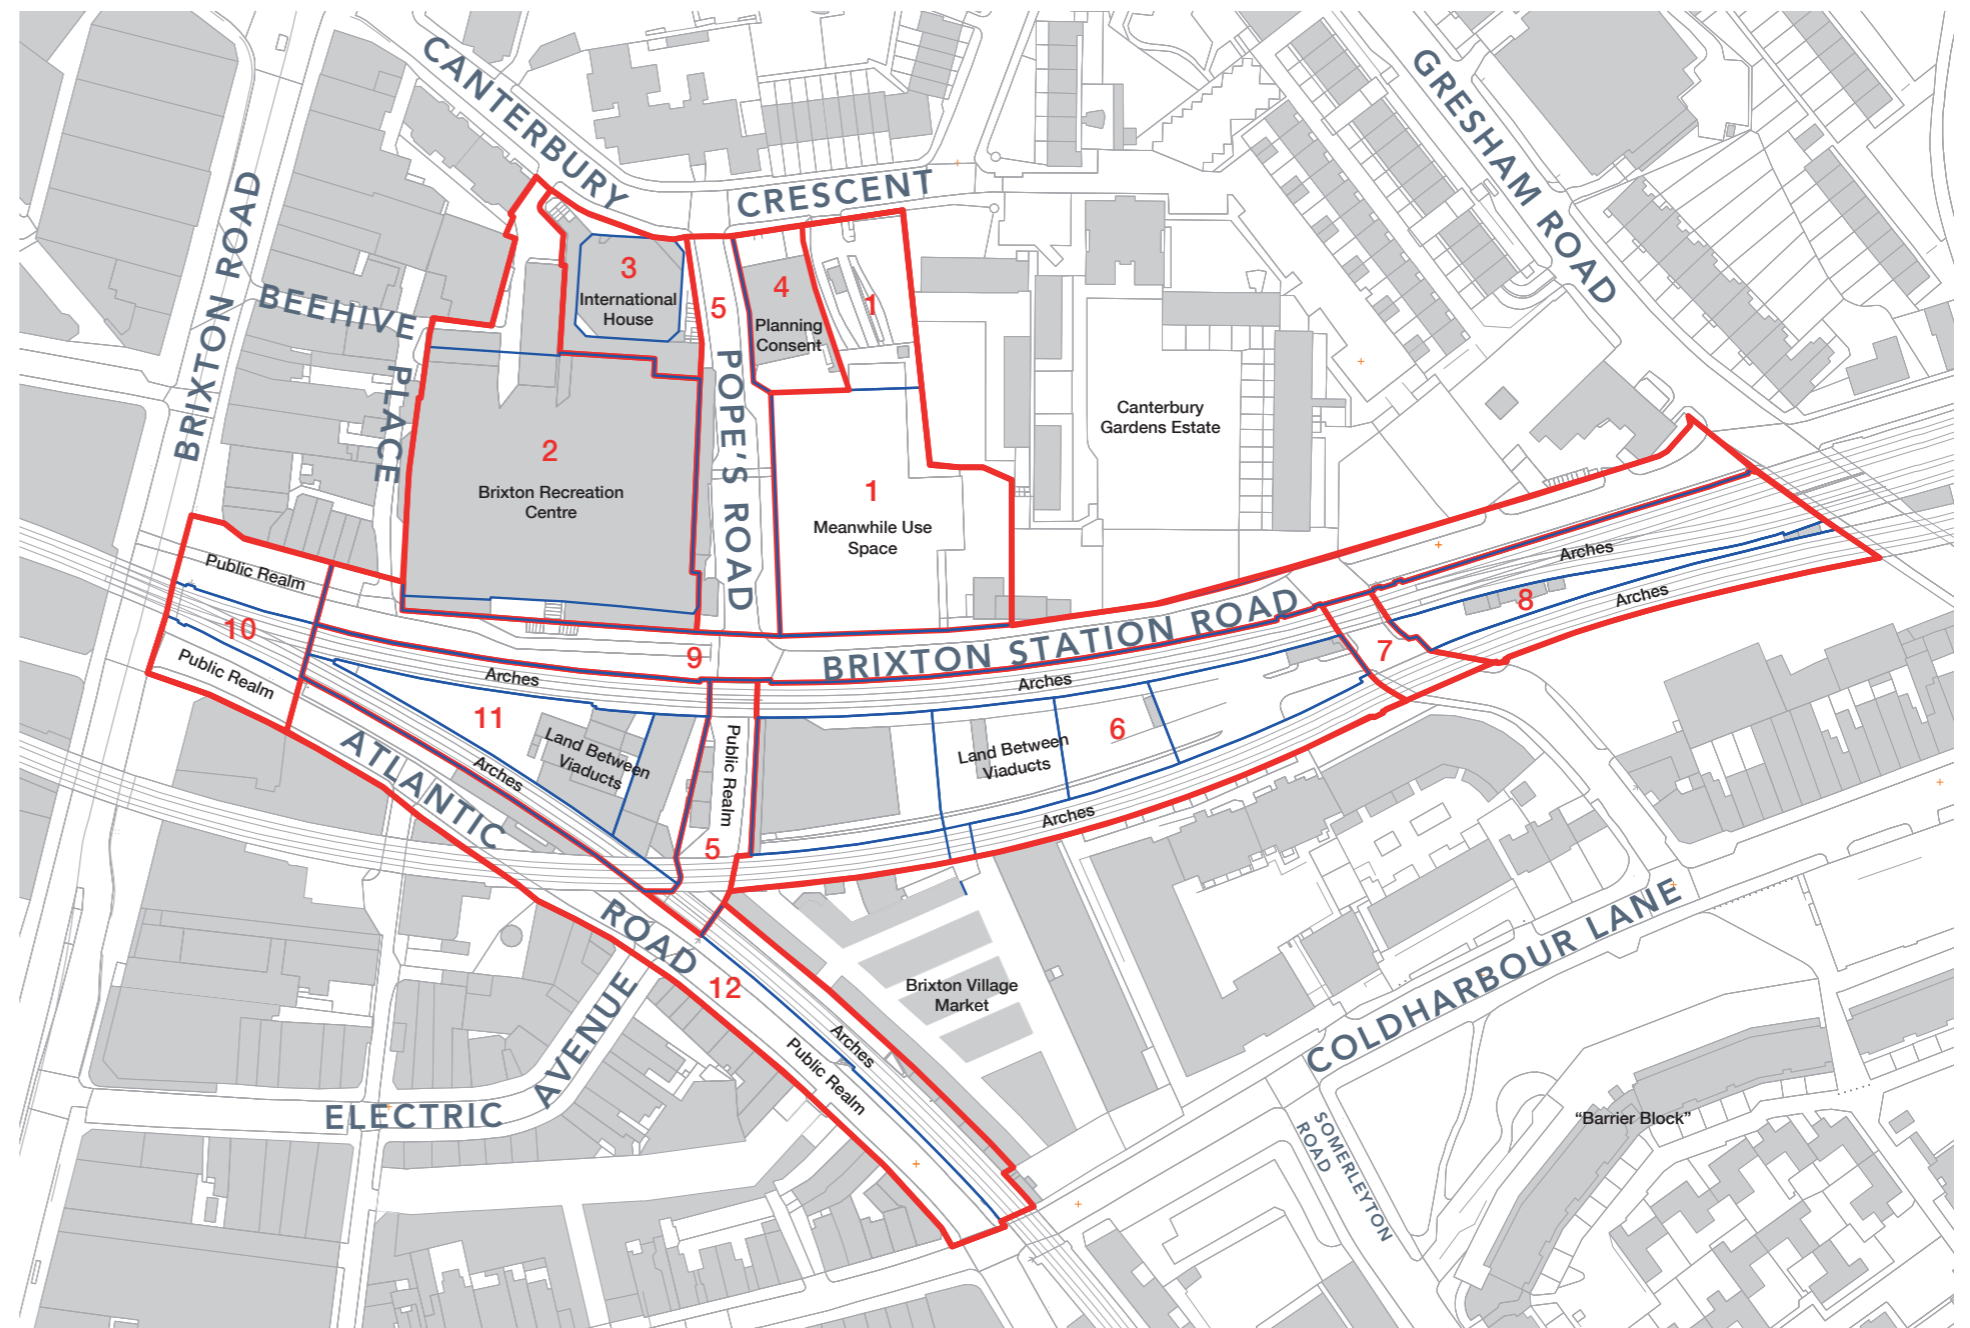 CANTERBURY
CRESCENT
GRESHAM ROAD
BRIXTON ROAD
BEEHIVE
PLACE
3
International
House
5
4
Planning
Consent
1
POPE'S ROAD
2
Brixton Recreation
Centre
1
Meanwhile Use
Space
Canterbury
Gardens Estate
Public Realm
10
Public Realm
9
BRIXTON STATION ROAD
Arches
8
Arches
7
Arches
11
Land Between
Viaducts
Arches
Public Realm
5
Arches
Land Between
Viaducts
6
Arches
ATLANTIC
ROAD
12
Arches
Public Realm
Brixton Village
Market
ELECTRIC
AVENUE
COLDHARBOUR LANE
SOMERLEYTON
ROAD
“Barrier Block”